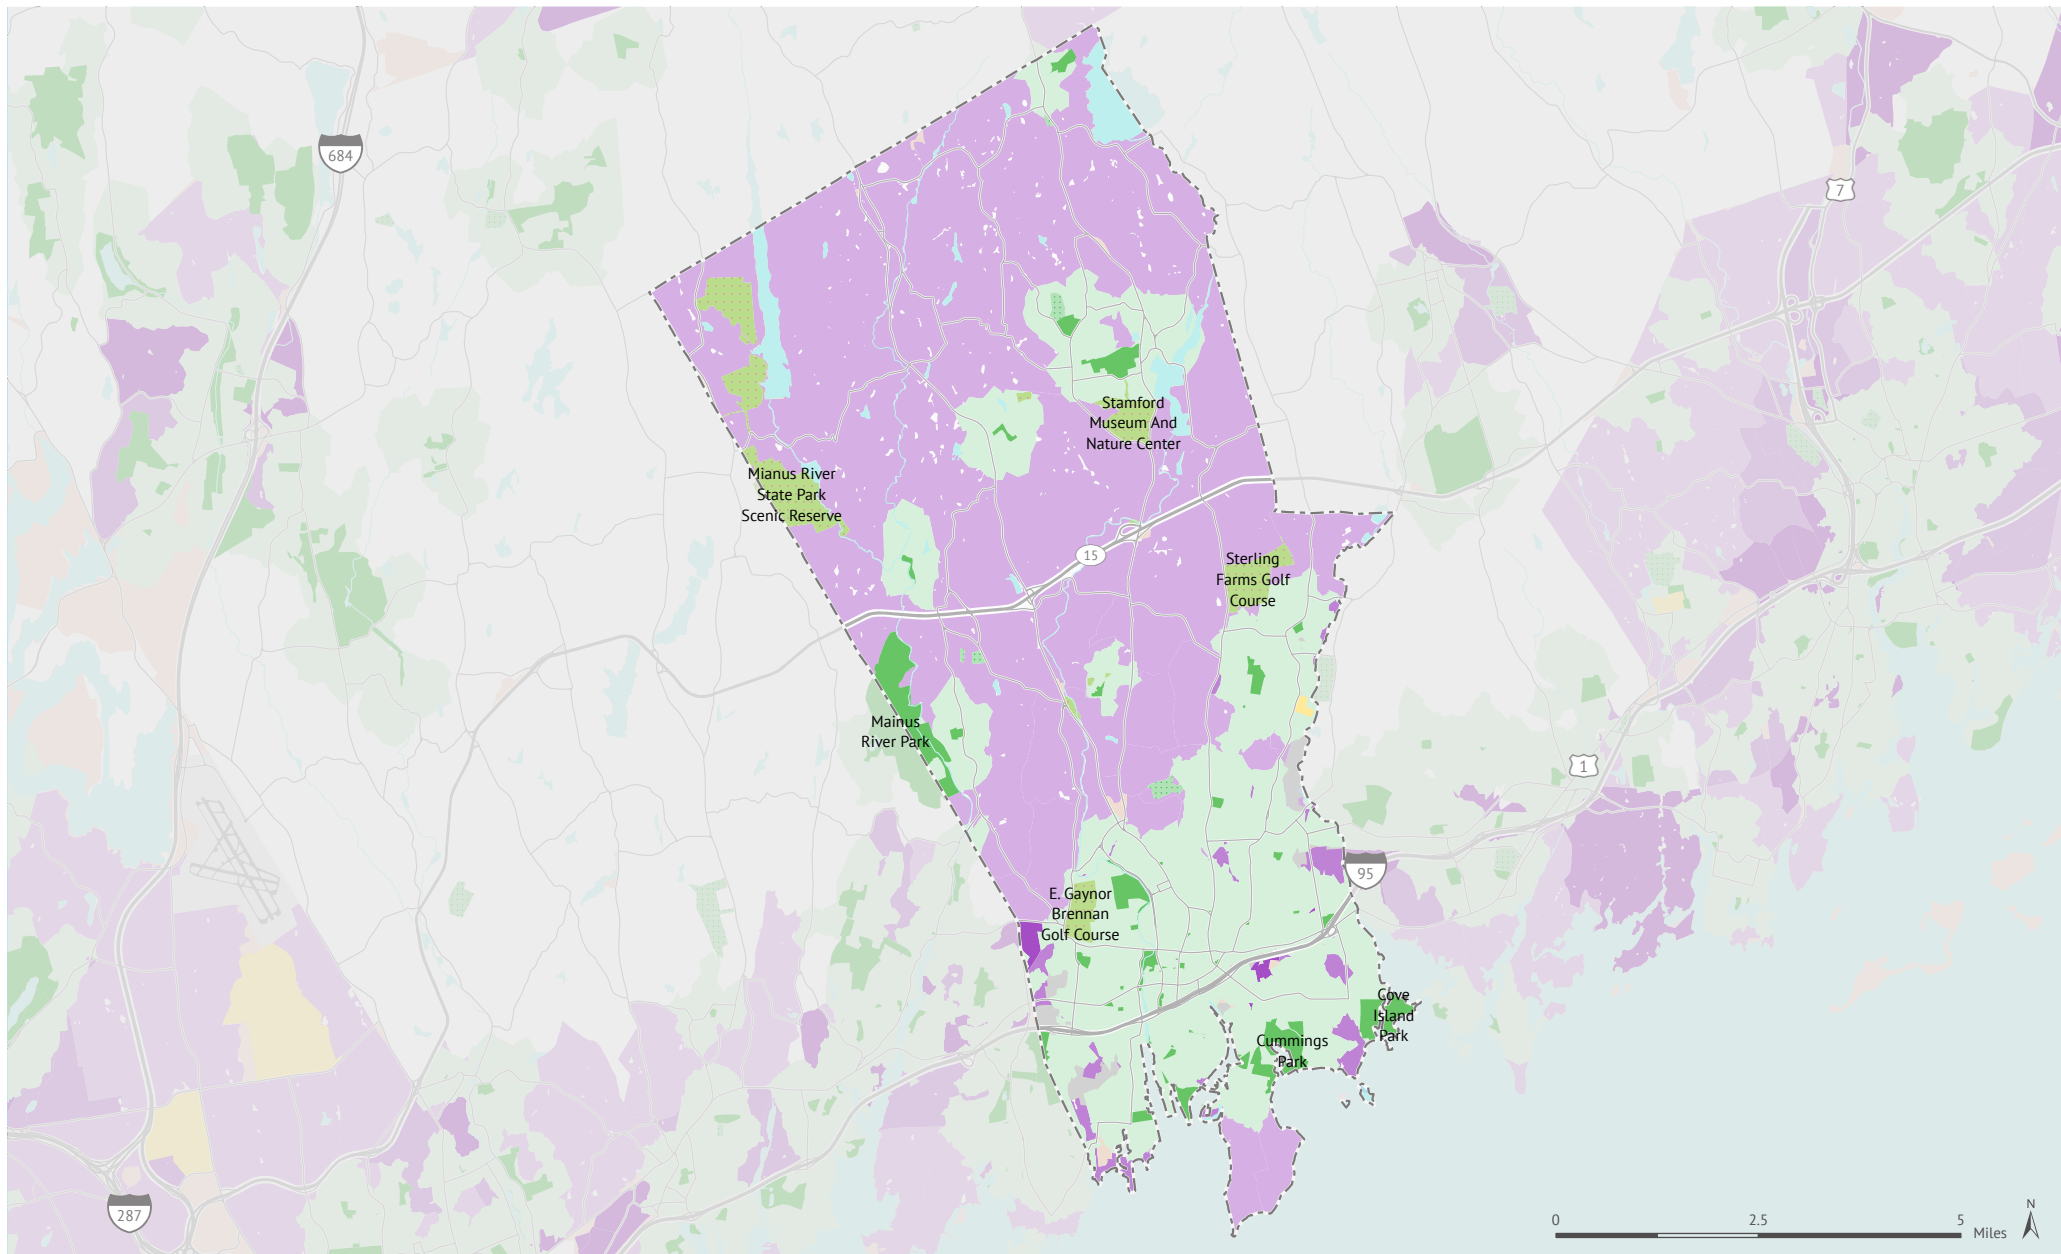 684
7
Stamford
Museum And
Nature Center
Mianus River
State Park
Scenic Reserve
15
Sterling
Farms Golf
Course
Mainus
River Park
1
95
E. Gaynor
Brennan
Golf Course
Cove
Island
Park
Cummings
Park
287
0 2.5 5
Miles
N